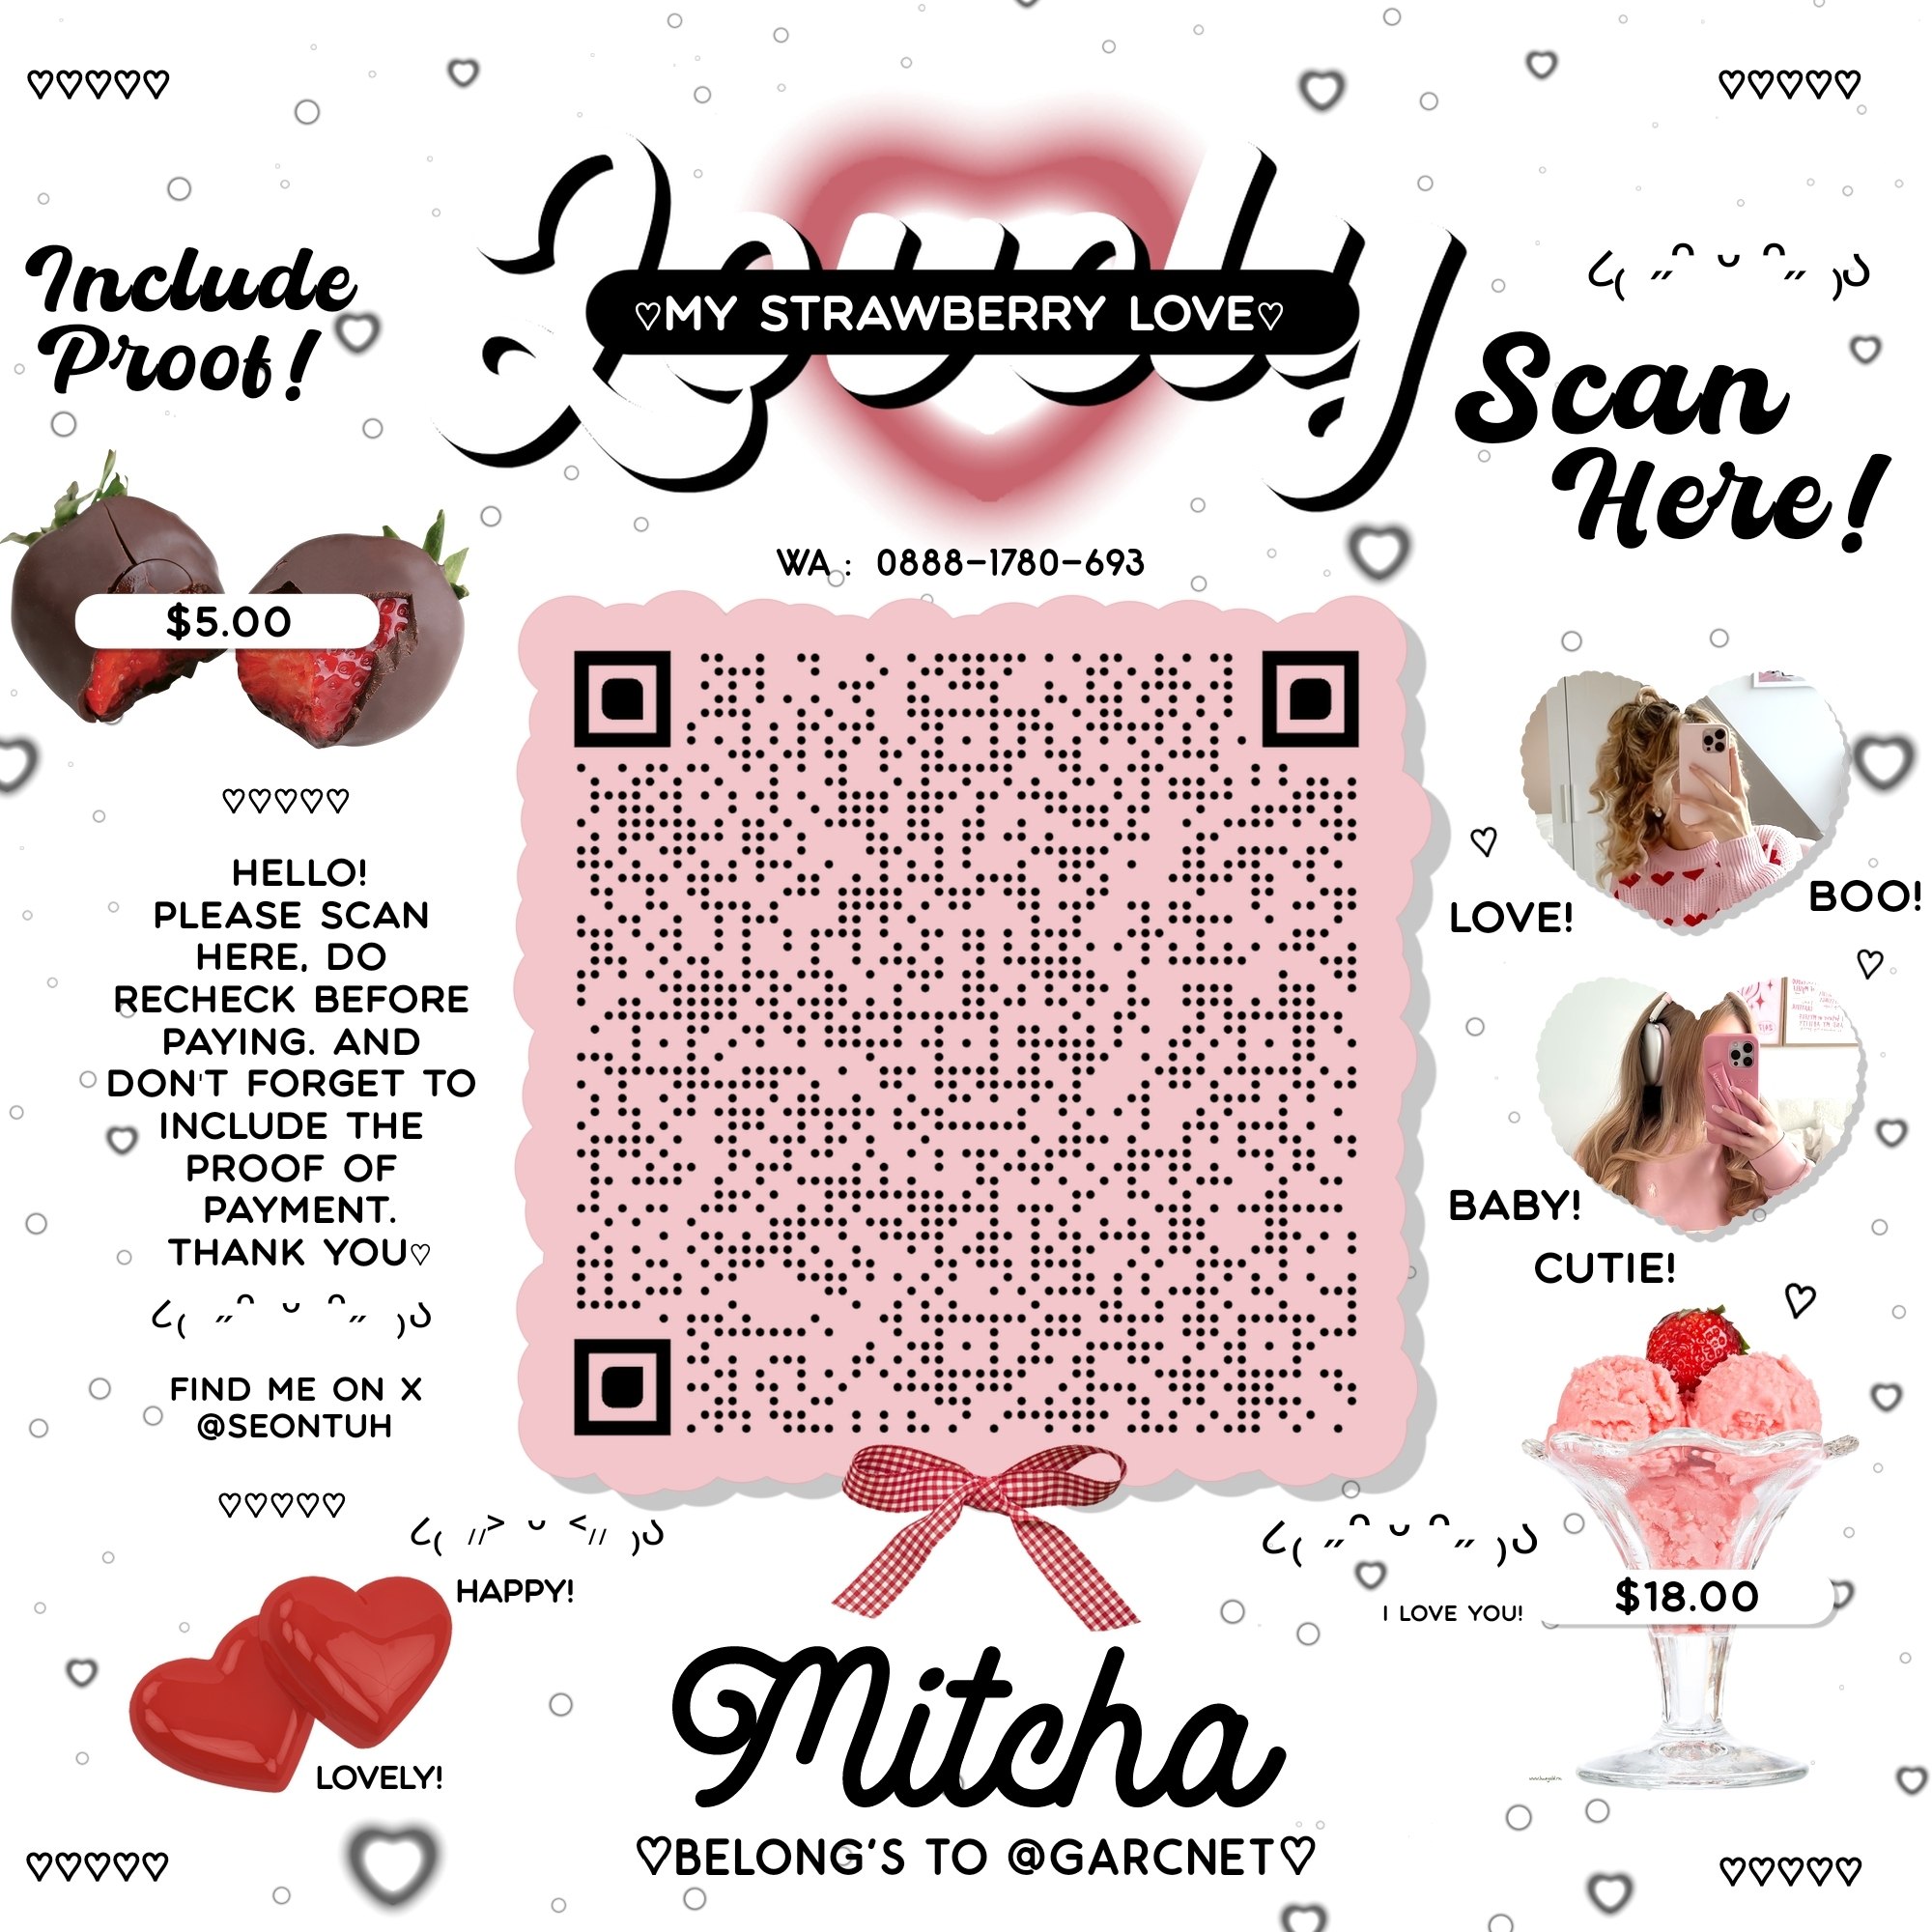 ♡♡♡♡♡
♡♡♡♡♡
Include
Proof!
Lovely
♡MY STRAWBERRY LOVE♡
Scan
Here!
WA : 0888-1780-693
$5.00
♡♡♡♡♡
HELLO!
PLEASE SCAN
HERE, DO
RECHECK BEFORE
PAYING. AND
DON'T FORGET TO
INCLUDE THE
PROOF OF
PAYMENT.
THANK YOU♡
FIND ME ON X
@SEONTUH
♡♡♡♡♡
♡
LOVE!
BOO!
♡
BABY!
CUTIE!
♡
HAPPY!
LOVELY!
I LOVE YOU!
$18.00
Mitcha
♡BELONG'S TO @GARCNET♡
♡♡♡♡♡
♡♡♡♡♡